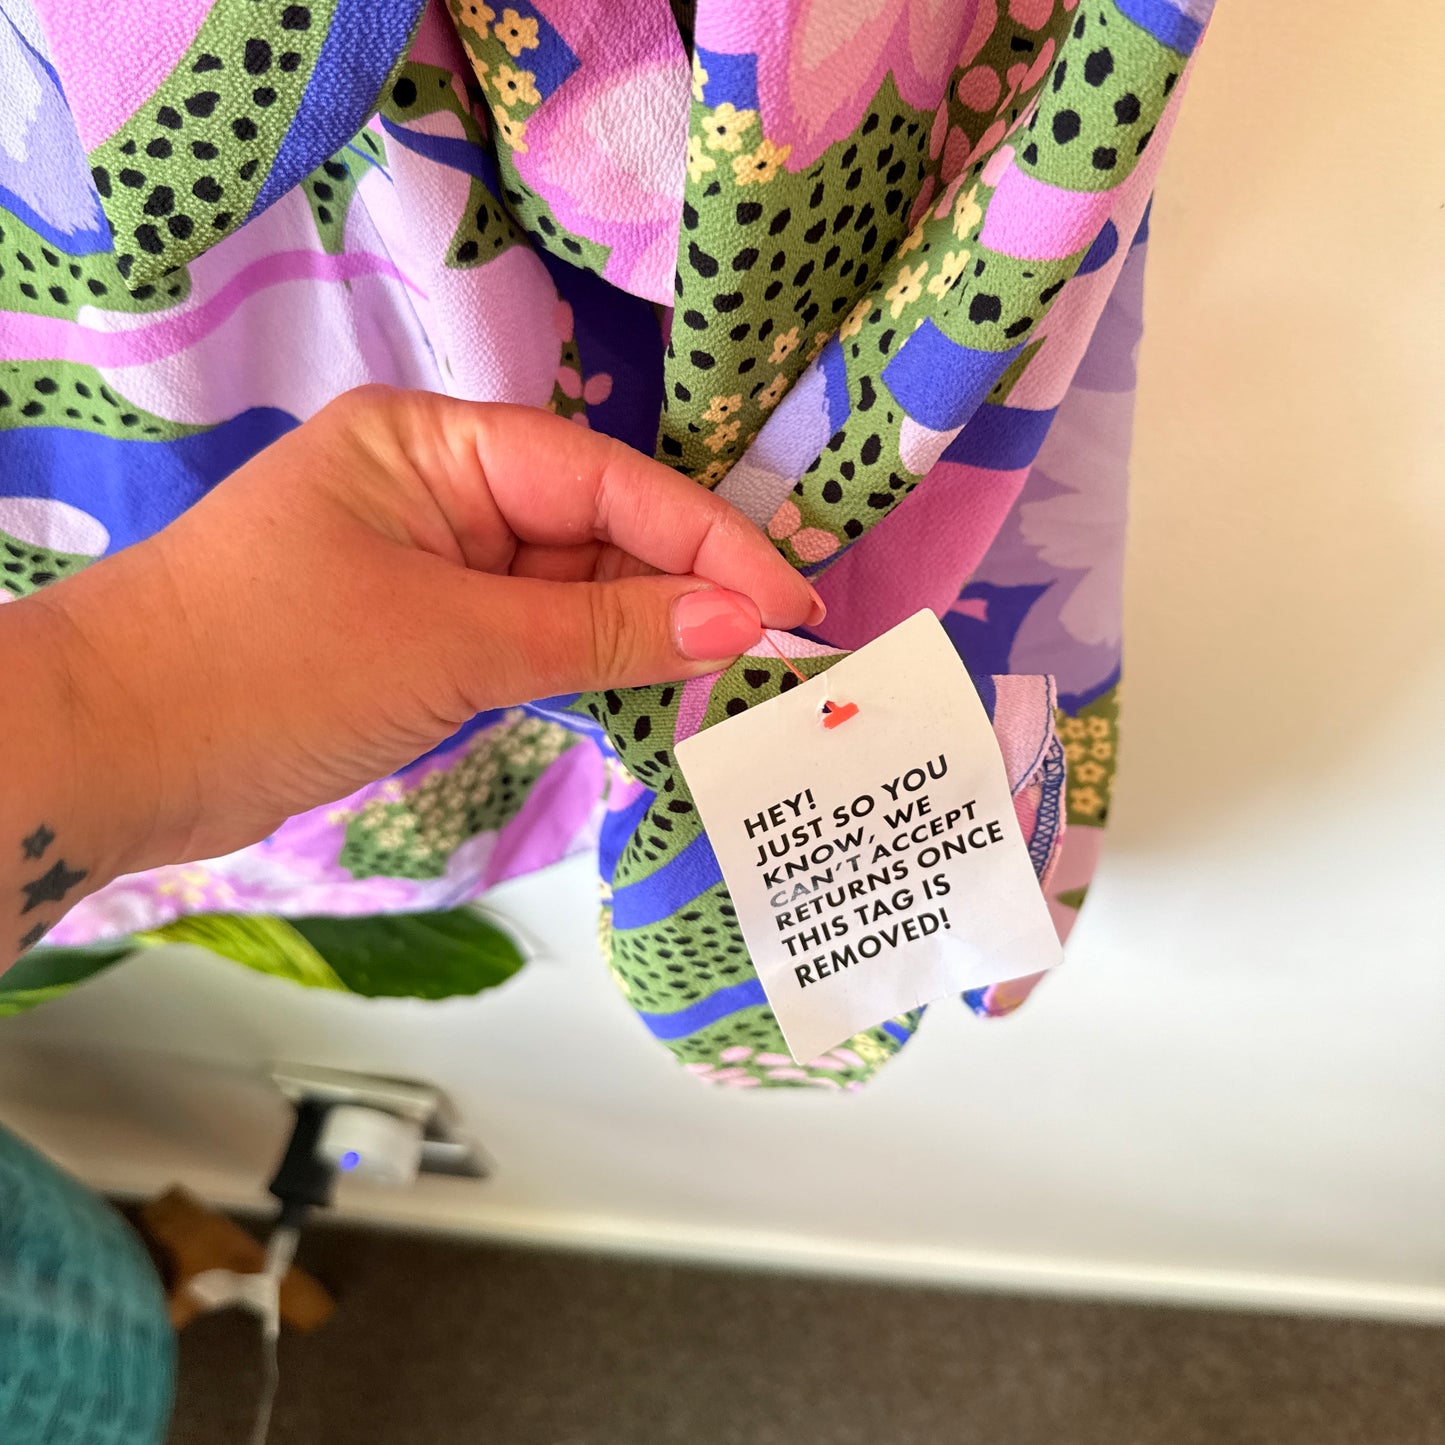 HEY!
JUST SO YOU
KNOW, WE
CAN'T ACCEPT
RETURNS ONCE
THIS TAG IS
REMOVED!